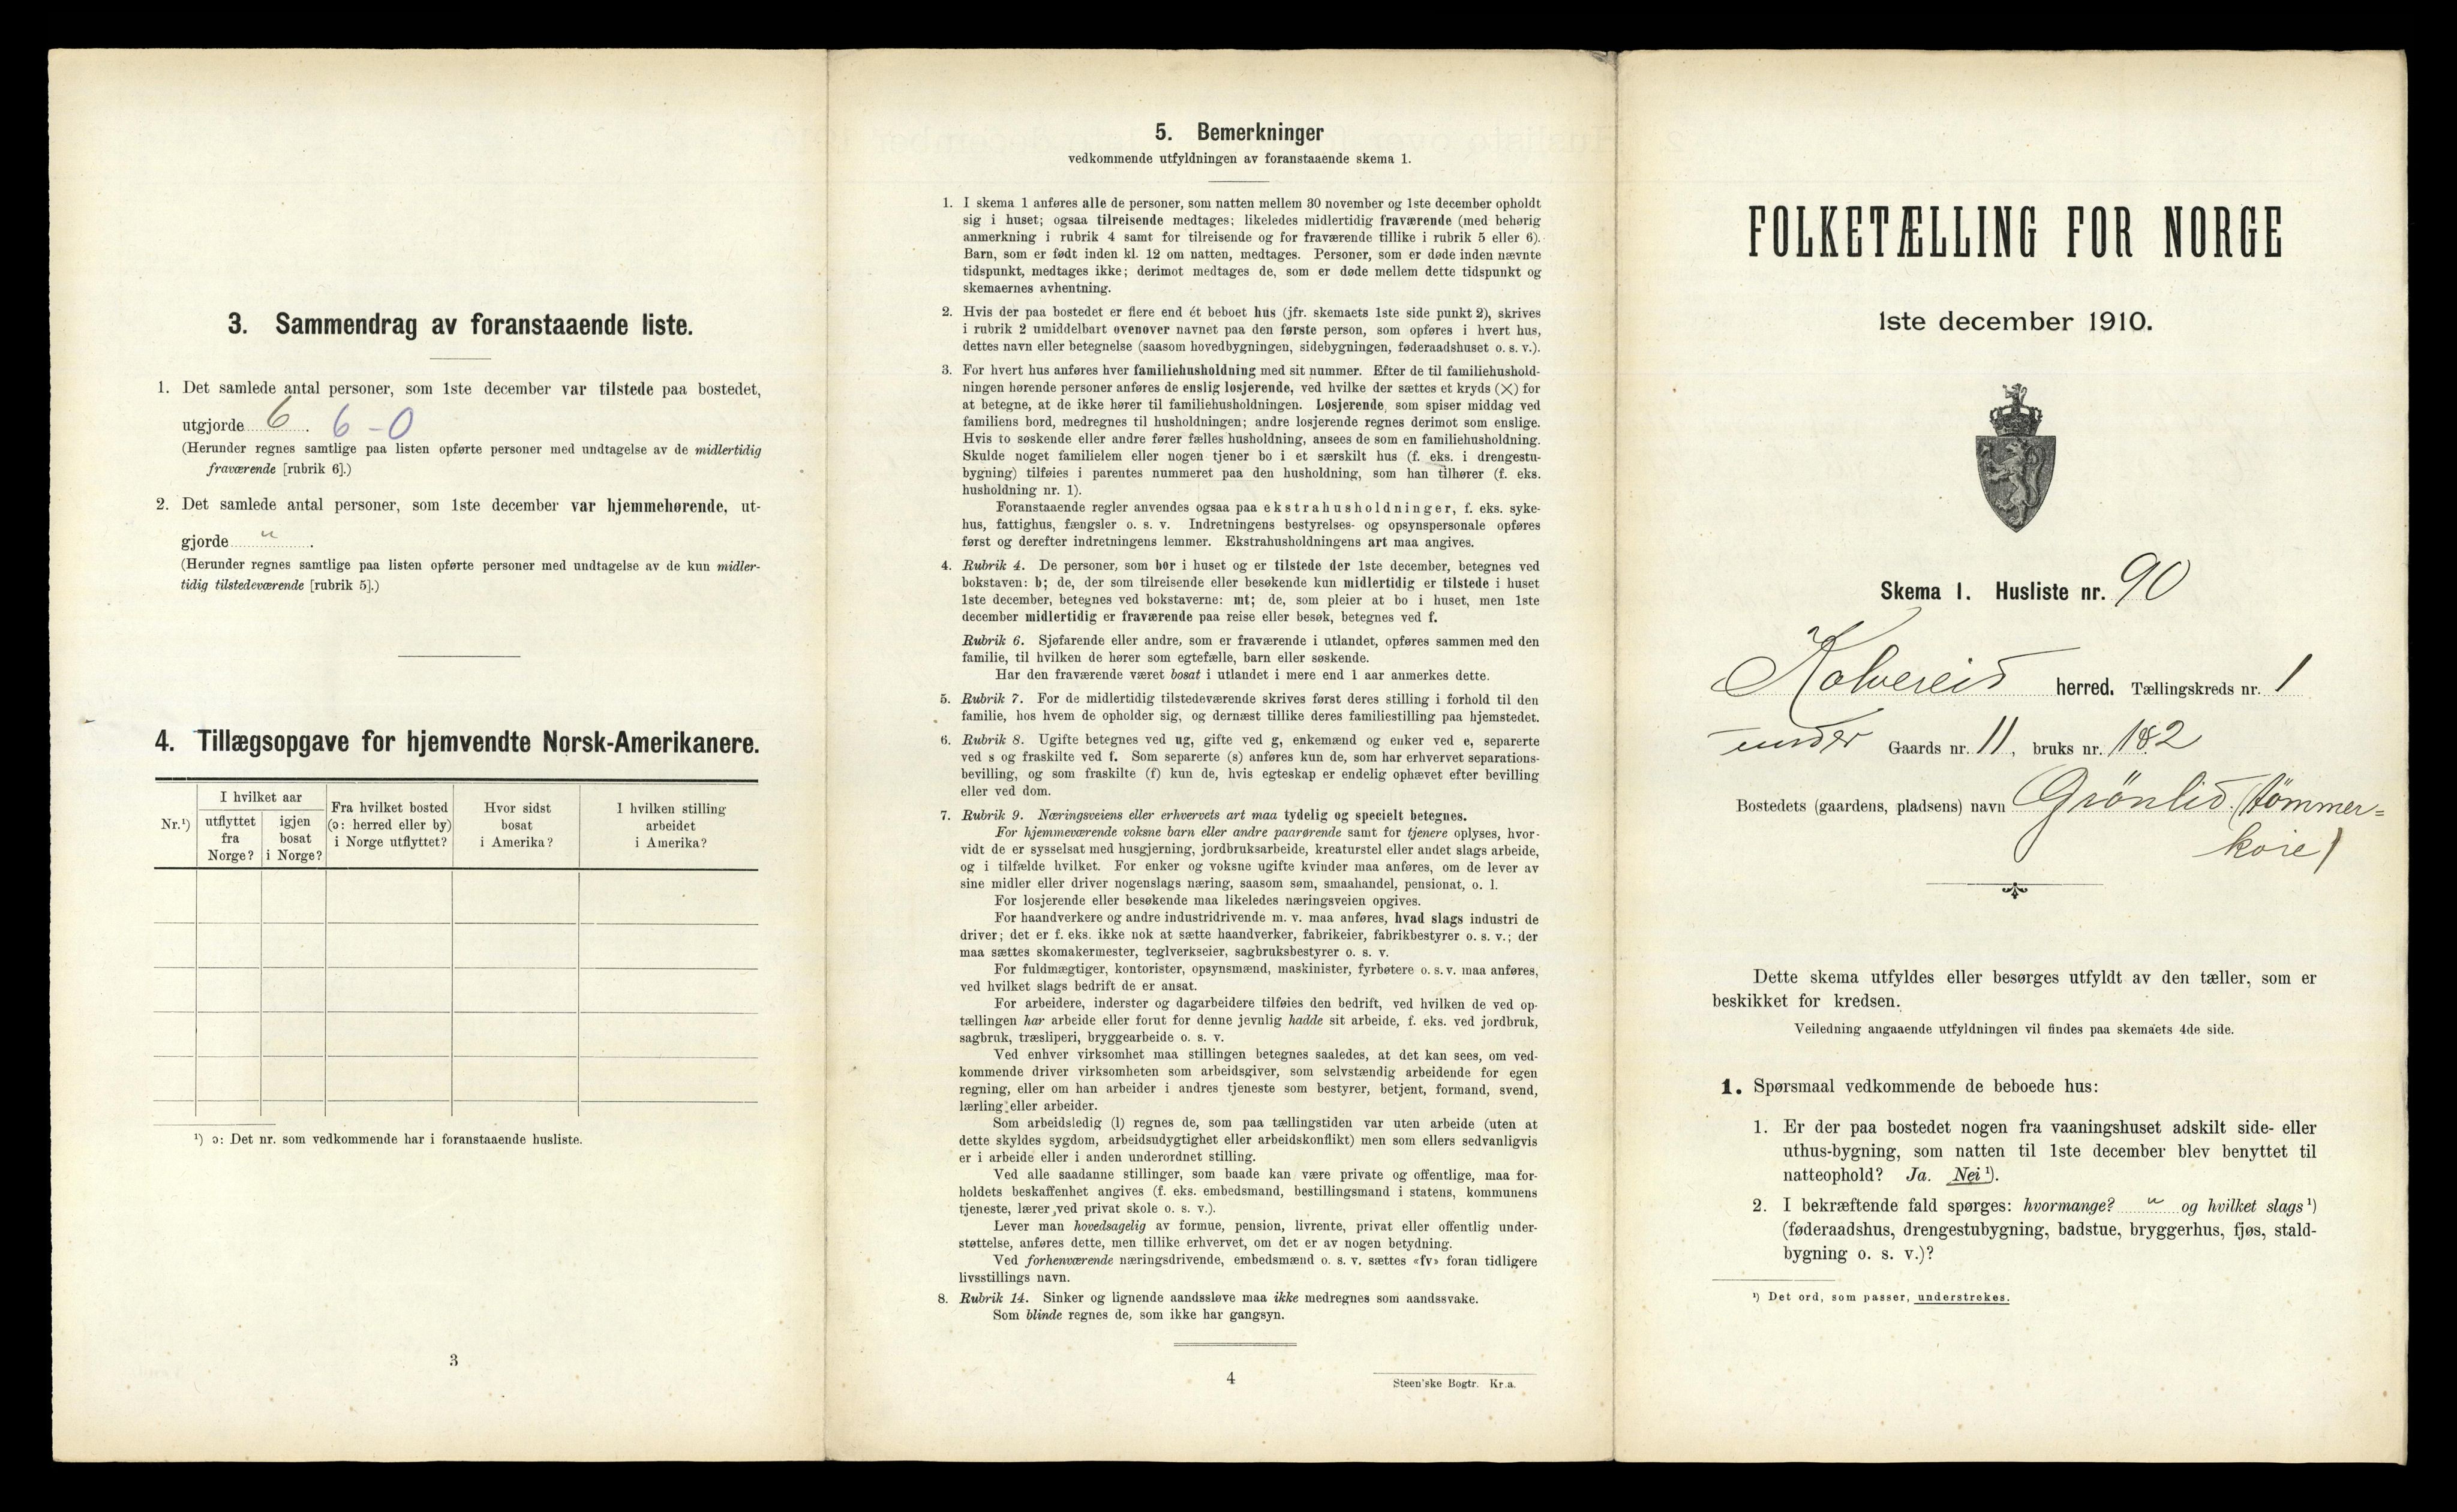 3. Sammendrag av foranstaaende liste.
1. Det samlede antal personer, som 1ste december var tilstede paa bostedet,
utgjorde 6. 6 - 0
(Herunder regnes samtlige paa listen opførte personer med undtagelse av de midlertidig
fraværende [rubrik 6].)
2. Det samlede antal personer, som 1ste december var hjemmehørende, ut-
gjorde " .
(Herunder regnes samtlige paa listen opførte personer med undtagelse av de kun midler-
tidig tilstedeværende [rubrik 5].)
4. Tillægsopgave for hjemvendte Norsk-Amerikanere.
Nr.¹)
I hvilket aar
utflyttet
fra
Norge?
igjen
bosat
i Norge?
Fra hvilket bosted
(ɔ: herred eller by)
i Norge utflyttet?
Hvor sidst
bosat
i Amerika?
I hvilken stilling
arbeidet
i Amerika?
¹) ɔ: Det nr. som vedkommende har i foranstaaende husliste.
3
5. Bemerkninger
vedkommende utfyldningen av foranstaaende skema 1.
1. I skema 1 anføres alle de personer, som natten mellem 30 november og 1ste december opholdt
sig i huset; ogsaa tilreisende medtages; likeledes midlertidig fraværende (med behørig
anmerkning i rubrik 4 samt for tilreisende og for fraværende tillike i rubrik 5 eller 6).
Barn, som er født inden kl. 12 om natten, medtages. Personer, som er døde inden nævnte
tidspunkt, medtages ikke; derimot medtages de, som er døde mellem dette tidspunkt og
skemaernes avhentning.
2. Hvis der paa bostedet er flere end ét beboet hus (jfr. skemaets 1ste side punkt 2), skrives
i rubrik 2 umiddelbart ovenover navnet paa den første person, som opføres i hvert hus,
dettes navn eller betegnelse (saasom hovedbygningen, sidebygningen, føderaadshuset o. s. v.).
3. For hvert hus anføres hver familiehusholdning med sit nummer. Efter de til familiehushold-
ningen hørende personer anføres de enslig losjerende, ved hvilke der sættes et kryds (×) for
at betegne, at de ikke hører til familiehusholdningen. Losjerende, som spiser middag ved
familiens bord, medregnes til husholdningen; andre losjerende regnes derimot som enslige.
Hvis to søskende eller andre fører fælles husholdning, ansees de som en familiehusholdning.
Skulde noget familielem eller nogen tjener bo i et særskilt hus (f. eks. i drengestu-
bygning) tilføies i parentes nummeret paa den husholdning, som han tilhører (f. eks.
husholdning nr. 1).
Foranstaaende regler anvendes ogsaa paa ekstrahusholdninger, f. eks. syke-
hus, fattighus, fængsler o. s. v. Indretningens bestyrelses- og opsynspersonale opføres
først og derefter indretningens lemmer. Ekstrahusholdningens art maa angives.
4. Rubrik 4. De personer, som bor i huset og er tilstede der 1ste december, betegnes ved
bokstaven: b; de, der som tilreisende eller besøkende kun midlertidig er tilstede i huset
1ste december, betegnes ved bokstaverne: mt; de, som pleier at bo i huset, men 1ste
december midlertidig er fraværende paa reise eller besøk, betegnes ved f.
Rubrik 6. Sjøfarende eller andre, som er fraværende i utlandet, opføres sammen med den
familie, til hvilken de hører som egtefælle, barn eller søskende.
Har den fraværende været bosat i utlandet i mere end 1 aar anmerkes dette.
5. Rubrik 7. For de midlertidig tilstedeværende skrives først deres stilling i forhold til den
familie, hos hvem de opholder sig, og dernæst tillike deres familiestilling paa hjemstedet.
6. Rubrik 8. Ugifte betegnes ved ug, gifte ved g, enkemænd og enker ved e, separerte
ved s og fraskilte ved f. Som separerte (s) anføres kun de, som har erhvervet separations-
bevilling, og som fraskilte (f) kun de, hvis egteskap er endelig ophævet efter bevilling
eller ved dom.
7. Rubrik 9. Næringsveiens eller erhvervets art maa tydelig og specielt betegnes.
For hjemmeværende voksne barn eller andre paarørende samt for tjenere oplyses, hvor-
vidt de er sysselsat med husgjerning, jordbruksarbeide, kreaturstel eller andet slags arbeide,
og i tilfælde hvilket. For enker og voksne ugifte kvinder maa anføres, om de lever av
sine midler eller driver nogenslags næring, saasom søm, smaahandel, pensionat, o. l.
For losjerende eller besøkende maa likeledes næringsveien opgives.
For haandverkere og andre industridrivende m. v. maa anføres, hvad slags industri de
driver; det er f. eks. ikke nok at sætte haandverker, fabrikeier, fabrikbestyrer o. s. v.; der
maa sættes skomakermester, teglverkseier, sagbruksbestyrer o. s. v.
For fuldmægtiger, kontorister, opsynsmænd, maskinister, fyrbøtere o. s. v. maa anføres,
ved hvilket slags bedrift de er ansat.
For arbeidere, inderster og dagarbeidere tilføies den bedrift, ved hvilken de ved op-
tællingen har arbeide eller forut for denne jevnlig hadde sit arbeide, f. eks. ved jordbruk,
sagbruk, træsliperi, bryggearbeide o. s. v.
Ved enhver virksomhet maa stillingen betegnes saaledes, at det kan sees, om ved-
kommende driver virksomheten som arbeidsgiver, som selvstændig arbeidende for egen
regning, eller om han arbeider i andres tjeneste som bestyrer, betjent, formand, svend,
lærling eller arbeider.
Som arbeidsledig (l) regnes de, som paa tællingstiden var uten arbeide (uten at
dette skyldes sygdom, arbeidsudygtighet eller arbeidskonflikt) men som ellers sedvanligvis
er i arbeide eller i anden underordnet stilling.
Ved alle saadanne stillinger, som baade kan være private og offentlige, maa for-
holdets beskaffenhet angives (f. eks. embedsmand, bestillingsmand i statens, kommunens
tjeneste, lærer ved privat skole o. s. v.).
Lever man hovedsagelig av formue, pension, livrente, privat eller offentlig under-
støttelse, anføres dette, men tillike erhvervet, om det er av nogen betydning.
Ved forhenværende næringsdrivende, embedsmænd o. s. v. sættes «fv» foran tidligere
livsstillings navn.
8. Rubrik 14. Sinker og lignende aandssløve maa ikke medregnes som aandssvake.
Som blinde regnes de, som ikke har gangsyn.
4
Steen'ske Bogtr. Kr.a.
FOLKETÆLLING FOR NORGE
1ste december 1910.
Skema 1. Husliste nr. 90
Kolvereid herred. Tællingskreds nr. 1
under Gaards nr. 11, bruks nr. 182
Bostedets (gaardens, pladsens) navn Grönlid. (tömmer=
koie)
Dette skema utfyldes eller besørges utfyldt av den tæller, som er
beskikket for kredsen.
Veiledning angaaende utfyldningen vil findes paa skemaets 4de side.
1. Spørsmaal vedkommende de beboede hus:
1. Er der paa bostedet nogen fra vaaningshuset adskilt side- eller
uthus-bygning, som natten til 1ste december blev benyttet til
natteophold? Ja. Nei ¹).
2. I bekræftende fald spørges: hvormange? " og hvilket slags ¹)
(føderaadshus, drengestubygning, badstue, bryggerhus, fjøs, stald-
bygning o. s. v.)?
¹) Det ord, som passer, understrekes.